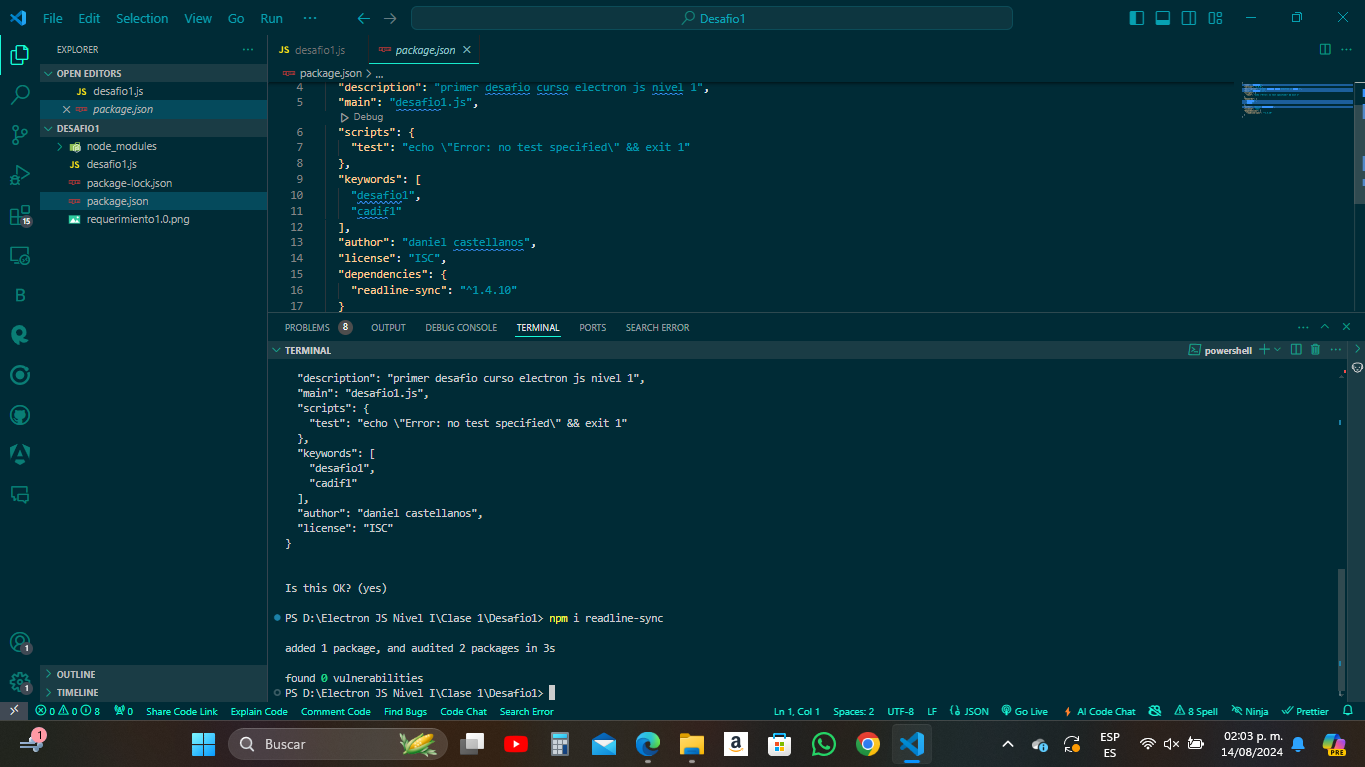 File Edit Selection View Go Run ··· Desafio1
EXPLORER ···
OPEN EDITORS
JS desafio1.js
package.json
DESAFIO1
node_modules
JS desafio1.js
package-lock.json
package.json
requerimiento1.0.png
OUTLINE
TIMELINE
15
B
1
1
JS desafio1.js package.json
package.json > ...
4 "description": "primer desafio curso electron js nivel 1",
5 "main": "desafio1.js",
Debug
6 "scripts": {
7 "test": "echo \"Error: no test specified\" && exit 1"
8 },
9 "keywords": [
10 "desafio1",
11 "cadif1"
12 ],
13 "author": "daniel castellanos",
14 "license": "ISC",
15 "dependencies": {
16 "readline-sync": "^1.4.10"
17 }
PROBLEMS 8 OUTPUT DEBUG CONSOLE TERMINAL PORTS SEARCH ERROR
TERMINAL powershell
"description": "primer desafio curso electron js nivel 1",
"main": "desafio1.js",
"scripts": {
"test": "echo \"Error: no test specified\" && exit 1"
},
"keywords": [
"desafio1",
"cadif1"
],
"author": "daniel castellanos",
"license": "ISC"
}
Is this OK? (yes)
PS D:\Electron JS Nivel I\Clase 1\Desafio1> npm i readline-sync
added 1 package, and audited 2 packages in 3s
found 0 vulnerabilities
PS D:\Electron JS Nivel I\Clase 1\Desafio1>
0 0 8 0 Share Code Link Explain Code Comment Code Find Bugs Code Chat Search Error Ln 1, Col 1 Spaces: 2 UTF-8 LF {} JSON Go Live AI Code Chat 8 Spell Ninja Prettier
1 Buscar ESP 02:03 p. m.
ES 14/08/2024
PRE